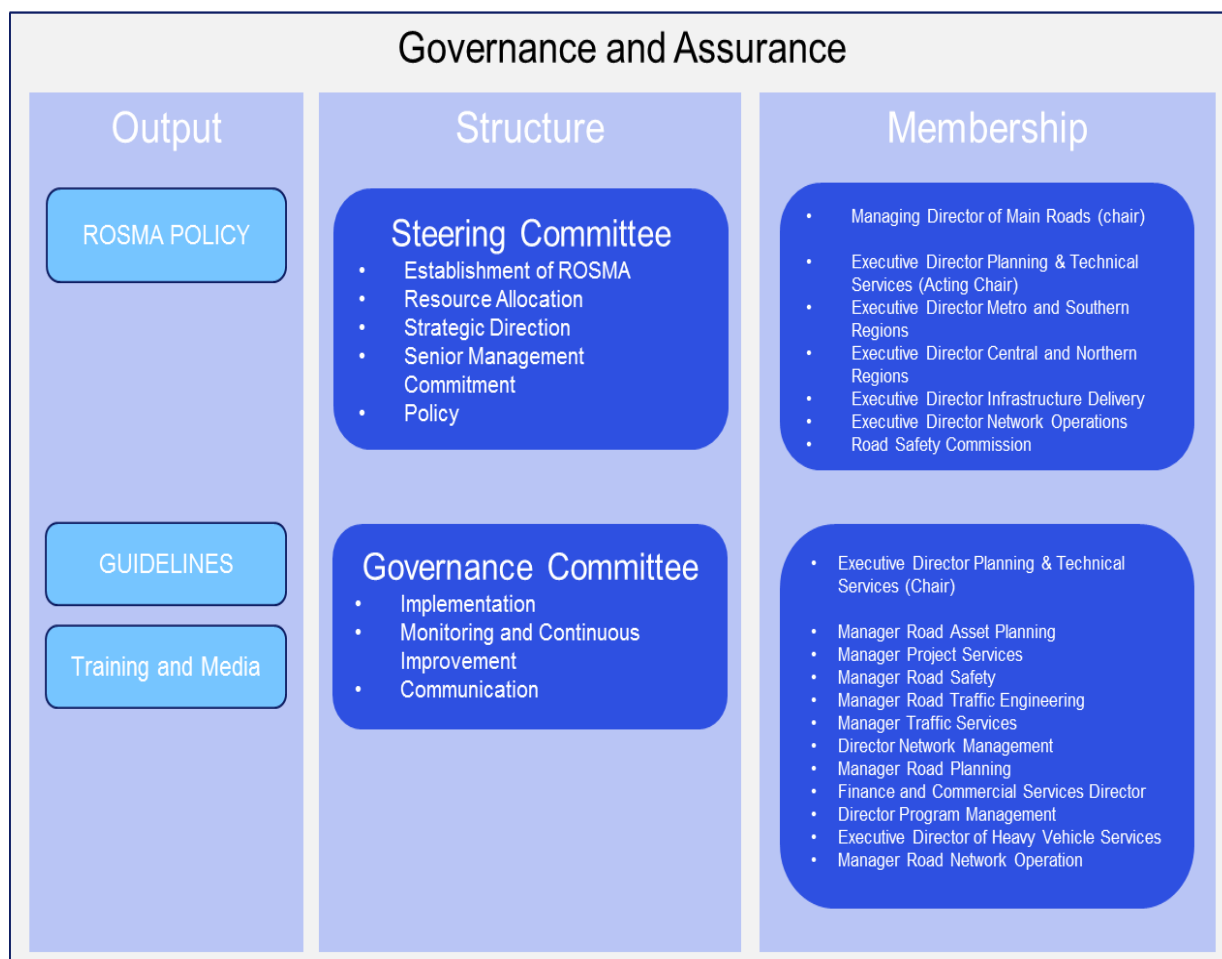 Governance and Assurance
Output
ROSMA POLICY
GUIDELINES
Training and Media
Structure
Steering Committee
• Establishment of ROSMA
• Resource Allocation
• Strategic Direction
• Senior Management
Commitment
• Policy
Governance Committee
• Implementation
• Monitoring and Continuous
Improvement
• Communication
Membership
• Managing Director of Main Roads (chair)
• Executive Director Planning & Technical
Services (Acting Chair)
• Executive Director Metro and Southern
Regions
• Executive Director Central and Northern
Regions
• Executive Director Infrastructure Delivery
• Executive Director Network Operations
• Road Safety Commission
• Executive Director Planning & Technical
Services (Chair)
• Manager Road Asset Planning
• Manager Project Services
• Manager Road Safety
• Manager Road Traffic Engineering
• Manager Traffic Services
• Director Network Management
• Manager Road Planning
• Finance and Commercial Services Director
• Director Program Management
• Executive Director of Heavy Vehicle Services
• Manager Road Network Operation